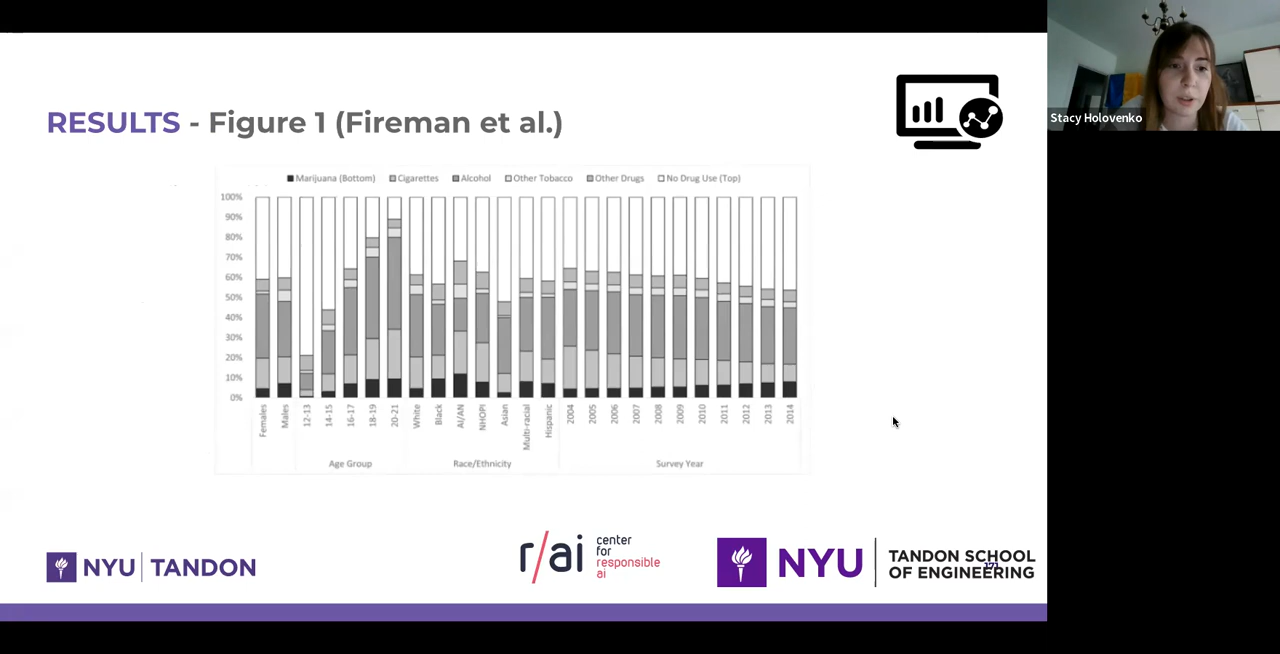 RESULTS - Figure 1 (Fireman et al.)
Stacy Holovenko
Marijuana (Bottom) Cigarettes Alcohol Other Tobacco Other Drugs No Drug Use (Top)
100%
90%
80%
70%
60%
50%
40%
30%
20%
10%
0%
Females Males 12-13 14-15 16-17 18-19 20-21 White Black AI/AN NHOPI Asian Multi-racial Hispanic 2004 2005 2006 2007 2008 2009 2010 2011 2012 2013 2014
Age Group Race/Ethnicity Survey Year
NYU TANDON
r/ai
center
for
responsible
ai
NYU
TANDON SCHOOL
OF ENGINEERING
171